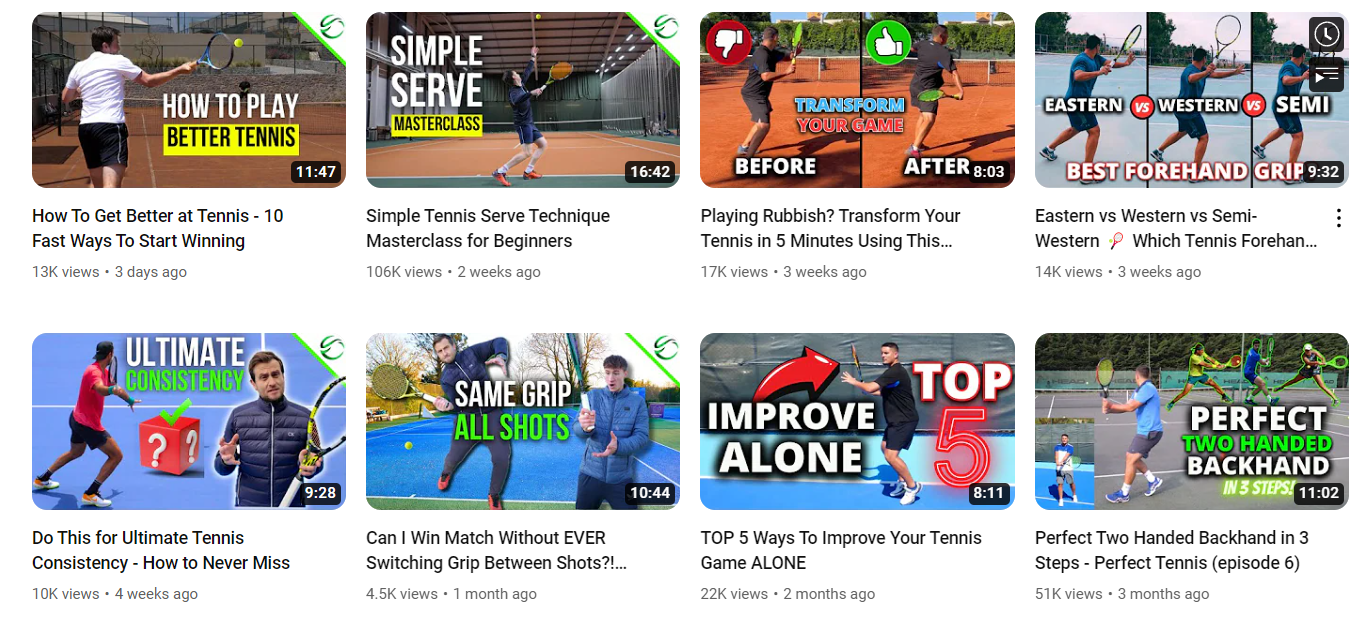 HOW TO PLAY
BETTER TENNIS
11:47
SIMPLE
SERVE
MASTERCLASS
16:42
TRANSFORM
YOUR GAME
BEFORE
AFTER
8:03
EASTERN VS WESTERN VS SEMI
BEST FOREHAND GRIP
9:32
How To Get Better at Tennis - 10
Fast Ways To Start Winning
13K views • 3 days ago
Simple Tennis Serve Technique
Masterclass for Beginners
106K views • 2 weeks ago
Playing Rubbish? Transform Your
Tennis in 5 Minutes Using This...
17K views • 3 weeks ago
Eastern vs Western vs Semi-
Western 🎾 Which Tennis Forehan...
14K views • 3 weeks ago
ULTIMATE
CONSISTENCY
? ?
9:28
SAME GRIP
ALL SHOTS
10:44
TOP
5
IMPROVE
ALONE
8:11
HEAD
PERFECT
TWO HANDED
BACKHAND
IN 3 STEPS!
11:02
Do This for Ultimate Tennis
Consistency - How to Never Miss
10K views • 4 weeks ago
Can I Win Match Without EVER
Switching Grip Between Shots?!...
4.5K views • 1 month ago
TOP 5 Ways To Improve Your Tennis
Game ALONE
22K views • 2 months ago
Perfect Two Handed Backhand in 3
Steps - Perfect Tennis (episode 6)
51K views • 3 months ago